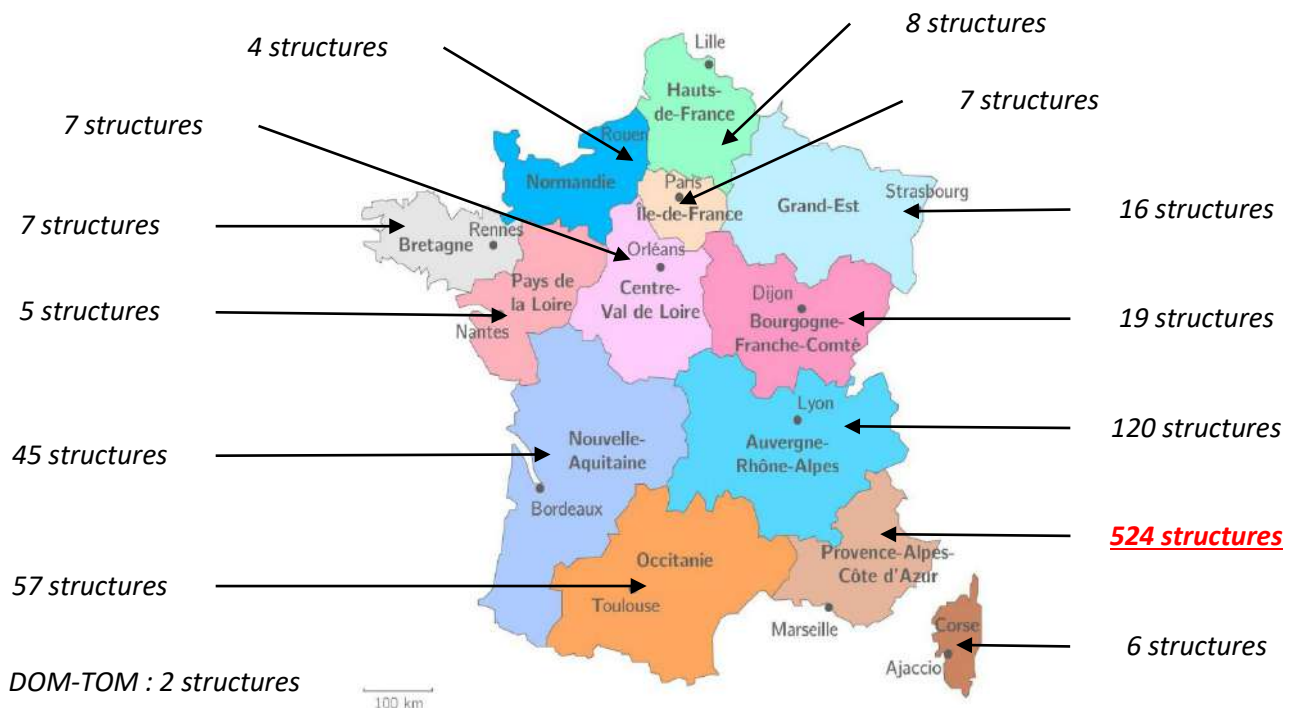 8 structures
4 structures
Lille
Hauts-
de-France
7 structures
7 structures
Rouen
Normandie
Paris
Île-de-France
Grand-Est
Strasbourg
16 structures
7 structures
Rennes
Bretagne
Orléans
Centre-
Val de Loire
Pays de
la Loire
Nantes
5 structures
Dijon
Bourgogne-
Franche-Comté
19 structures
Lyon
Auvergne-
Rhône-Alpes
120 structures
45 structures
Nouvelle-
Aquitaine
Bordeaux
524 structures
Provence-Alpes-
Côte d'Azur
Occitanie
Toulouse
57 structures
Marseille
Corse
Ajaccio
6 structures
DOM-TOM : 2 structures
100 km